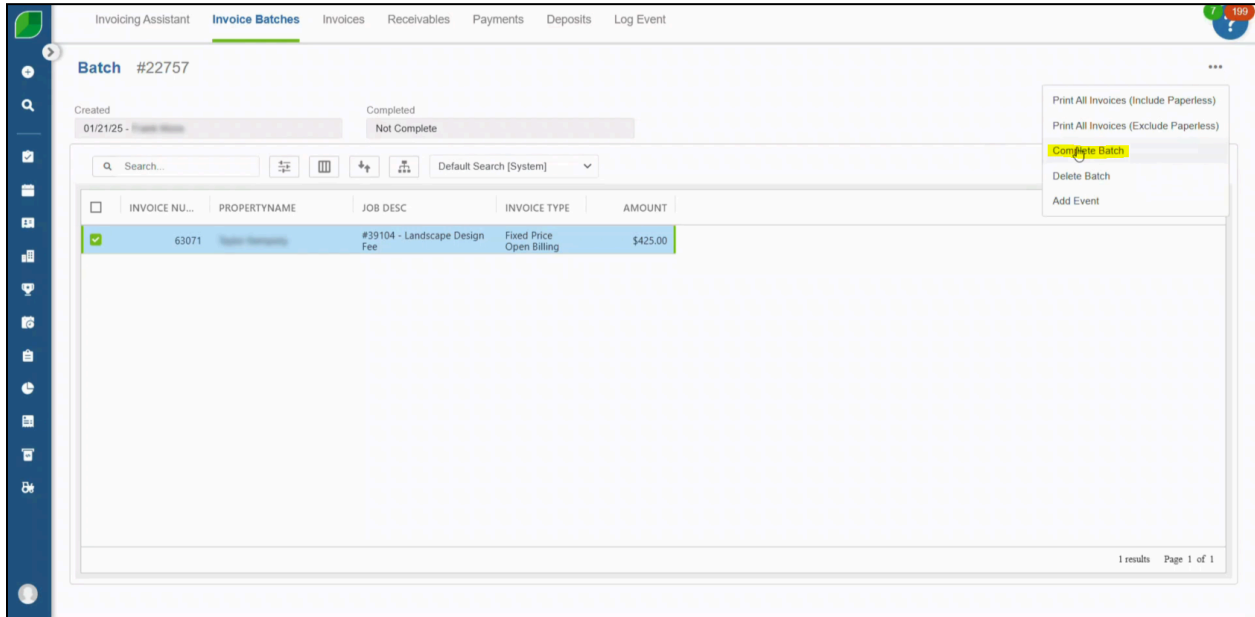 Invoicing Assistant Invoice Batches Invoices Receivables Payments Deposits Log Event
7 199
?
Batch #22757
Created
01/21/25 -
Completed
Not Complete
Print All Invoices (Include Paperless)
Print All Invoices (Exclude Paperless)
Complete Batch
Delete Batch
Add Event
Search...
Default Search [System]
INVOICE NU... PROPERTYNAME JOB DESC INVOICE TYPE AMOUNT
63071 #39104 - Landscape Design Fixed Price $425.00
Fee Open Billing
1 results Page 1 of 1